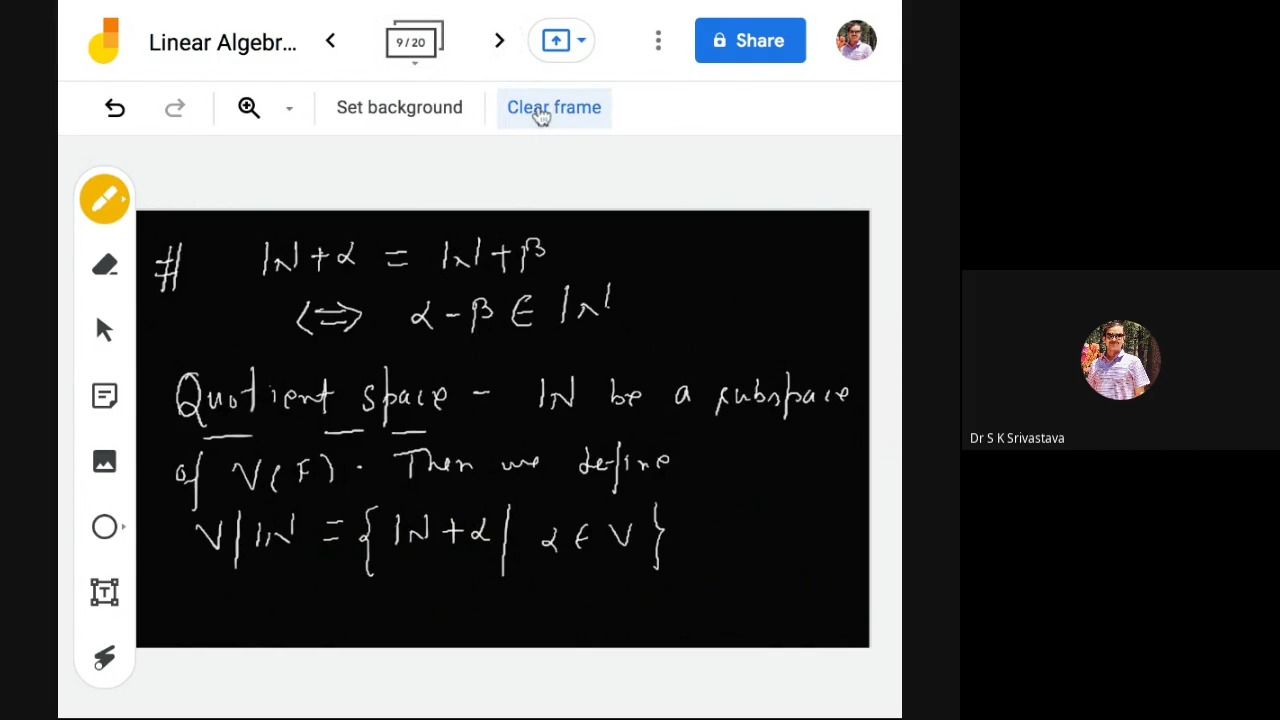 Linear Algebr...
9/20
Share
Set background
Clear frame
# W+α = W+β
⟺ α-β ∈ W
Quotient space - W be a subspace
of V(F). Then we define
V|W = {W+α| α ∈ V}
T
Dr S K Srivastava